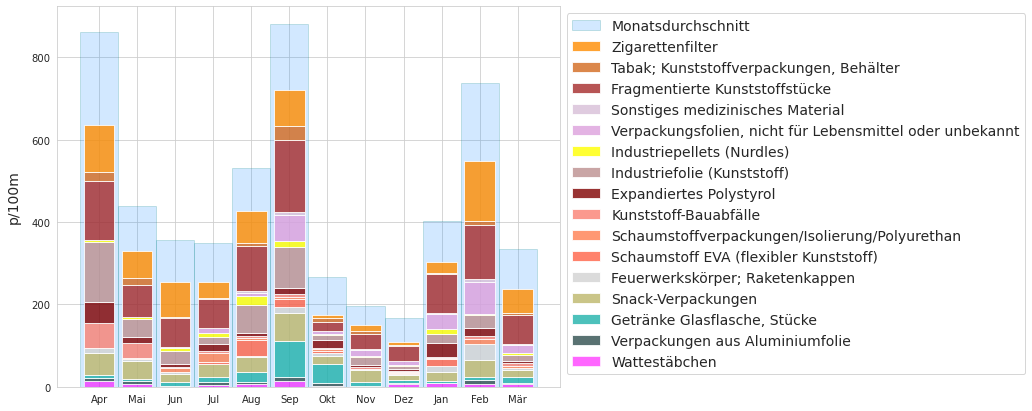 p/100m
800
600
400
200
0
Apr Mai Jun Jul Aug Sep Okt Nov Dez Jan Feb Mär
Monatsdurchschnitt
Zigarettenfilter
Tabak; Kunststoffverpackungen, Behälter
Fragmentierte Kunststoffstücke
Sonstiges medizinisches Material
Verpackungsfolien, nicht für Lebensmittel oder unbekannt
Industriepellets (Nurdles)
Industriefolie (Kunststoff)
Expandiertes Polystyrol
Kunststoff-Bauabfälle
Schaumstoffverpackungen/Isolierung/Polyurethan
Schaumstoff EVA (flexibler Kunststoff)
Feuerwerkskörper; Raketenkappen
Snack-Verpackungen
Getränke Glasflasche, Stücke
Verpackungen aus Aluminiumfolie
Wattestäbchen